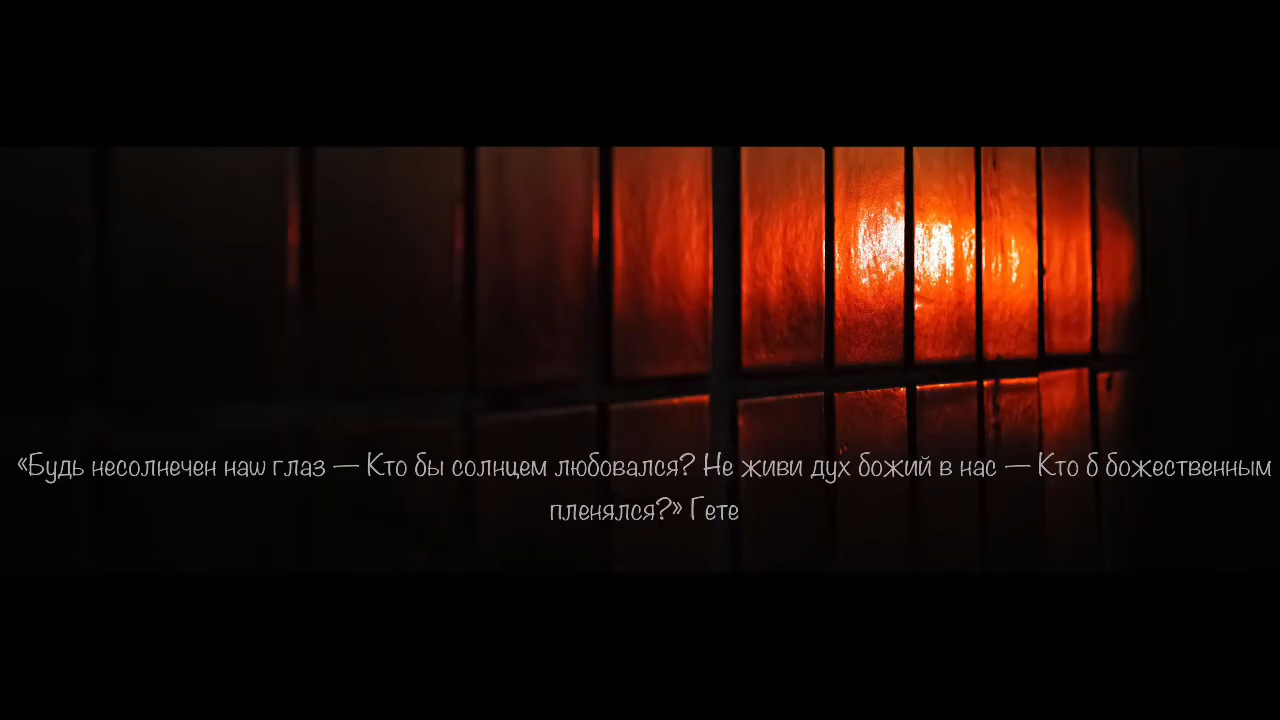 «Будь несолнечен наш глаз — Кто бы солнцем любовался? Не живи дух божий в нас — Кто б божественным
пленялся?» Гете